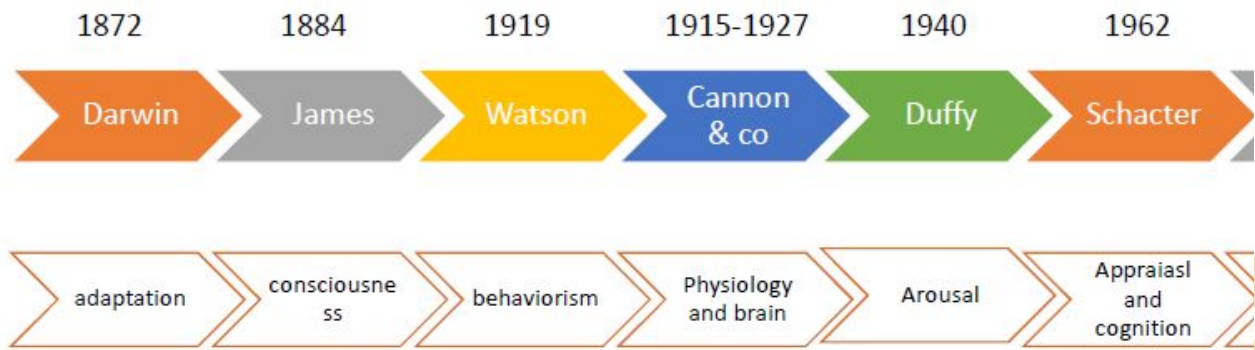 1872 1884 1919 1915-1927 1940 1962
Darwin James Watson Cannon & co Duffy Schacter
adaptation consciousne
ss behaviorism Physiology
and brain Arousal Appraiasl
and
cognition